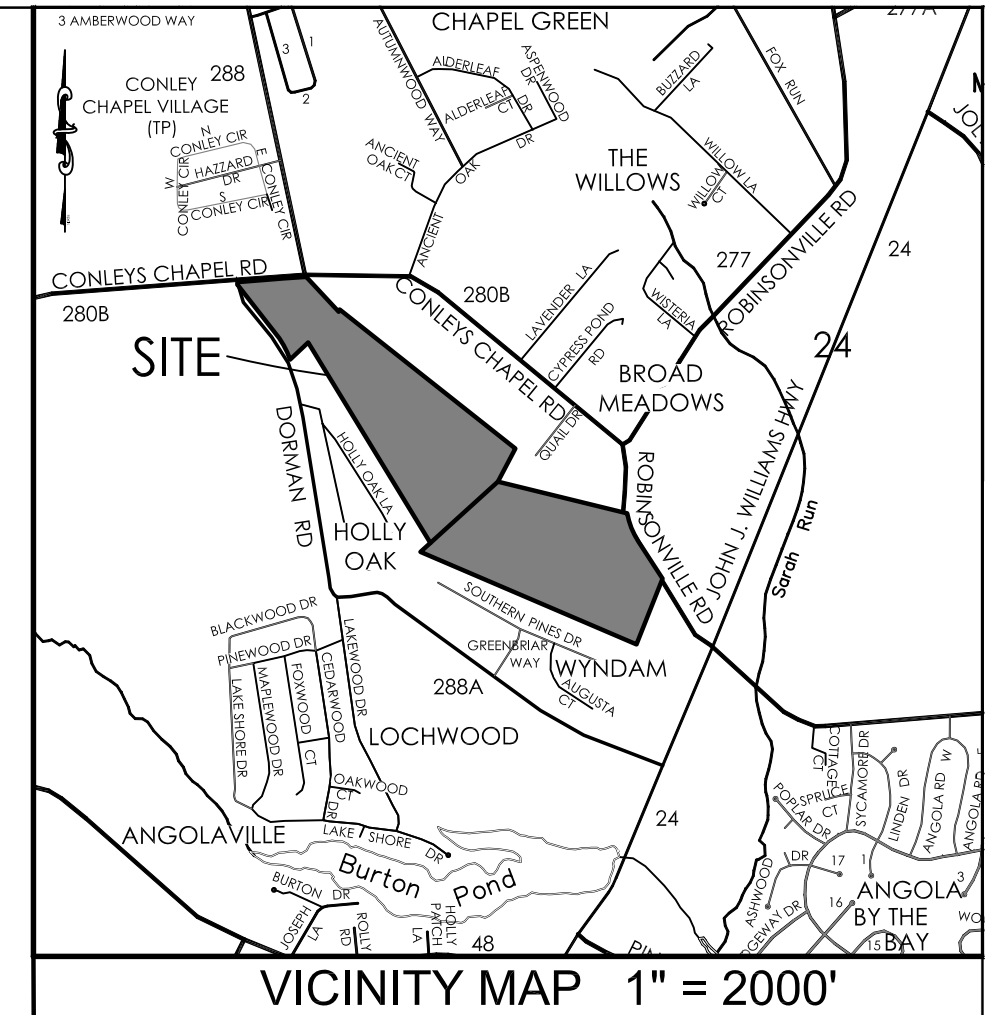 3 AMBERWOOD WAY
CHAPEL GREEN
277A
CONLEY
CHAPEL VILLAGE
(TP)
288
3
1
2
AUTUMNWOOD WAY
ALDERLEAF DR
ALDERLEAF CT
ASPENWOOD DR
BUZZARD LA
FOX RUN
N CONLEY CIR
HAZZARD DR
W CONLEY CIR
E CONLEY CIR
S CONLEY CIR
ANCIENT OAK CT
ANCIENT OAK DR
THE
WILLOWS
WILLOW LA
WILLOW CT
277
24
ROBINSONVILLE RD
CONLEYS CHAPEL RD
280B
280B
CONLEYS CHAPEL RD
LAVENDER LA
CYPRESS POND RD
WISTERIA LA
24
SITE
BROAD
MEADOWS
QUAIL DR
DORMAN RD
HOLLY OAK LA
HOLLY
OAK
ROBINSONVILLE RD
JOHN J. WILLIAMS HWY
Sarah Run
SOUTHERN PINES DR
GREENBRIAR
WAY
WYNDAM
AUGUSTA CT
288A
BLACKWOOD DR
PINEWOOD DR
LAKEWOOD DR
LAKE SHORE DR
MAPLEWOOD DR
FOXWOOD CT
CEDARWOOD DR
OAKWOOD
CT
LOCHWOOD
ANGOLAVILLE
LAKE SHORE DR
Burton Pond
BURTON DR
JOSEPH LA
ROLLY RD
HOLLY PATCH LA
48
24
COTTAGE CT
SYCAMORE DR
LINDEN DR
ANGOLA RD W
ANGOLA RD E
SPRUCE
CT
POPLAR DR
ASHWOOD DR
17
1
3
16
15
ANGOLA
BY THE
BAY
VICINITY MAP 1" = 2000'